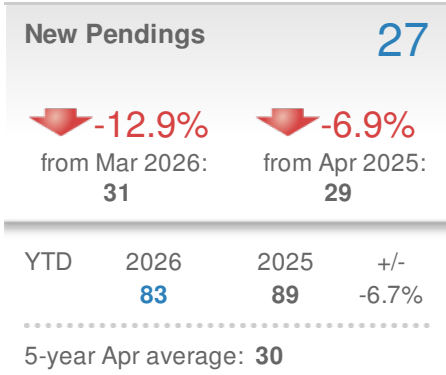 New Pendings 27
-12.9% -6.9%
from Mar 2026: from Apr 2025:
31 29
YTD 2026 2025 +/-
83 89 -6.7%
5-year Apr average: 30